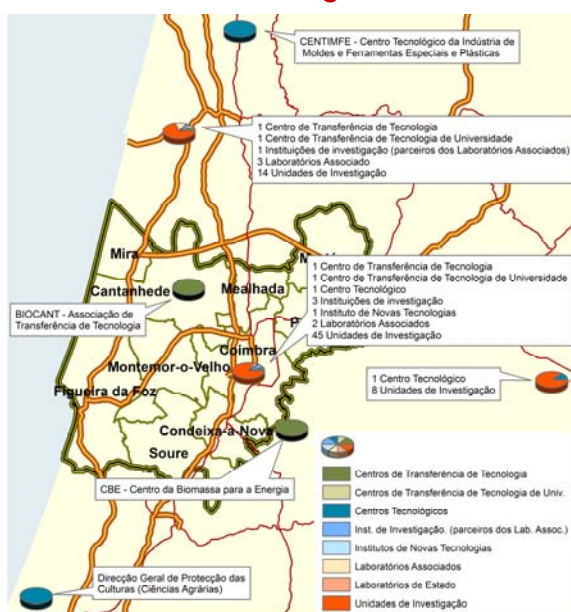 CENTIMFE - Centro Tecnológico da Indústria de
Moldes e Ferramentas Especiais e Plásticas
1 Centro de Transferência de Tecnologia
1 Centro de Transferência de Tecnologia de Universidade
1 Instituições de investigação (parceiros dos Laboratórios Associados)
3 Laboratórios Associado
14 Unidades de Investigação
Mira
Cantanhede
Mealhada
1 Centro de Transferência de Tecnologia
1 Centro de Transferência de Tecnologia de Universidade
1 Centro Tecnológico
3 Instituições de investigação
1 Instituto de Novas Tecnologias
2 Laboratórios Associados
45 Unidades de Investigação
BIOCANT - Associação de
Transferência de Tecnologia
Coimbra
Montemor-o-Velho
Figueira da Foz
1 Centro Tecnológico
8 Unidades de Investigação
Condeixa-a-Nova
Soure
CBE - Centro da Biomassa para a Energia
Centros de Transferência de Tecnologia
Centros de Transferência de Tecnologia de Univ.
Centros Tecnológicos
Inst. de Investigação. (parceiros dos Lab. Assoc.)
Institutos de Novas Tecnologias
Laboratórios Associados
Laboratórios de Estado
Unidades de Investigação
Direcção Geral de Protecção das
Culturas (Ciências Agrárias)